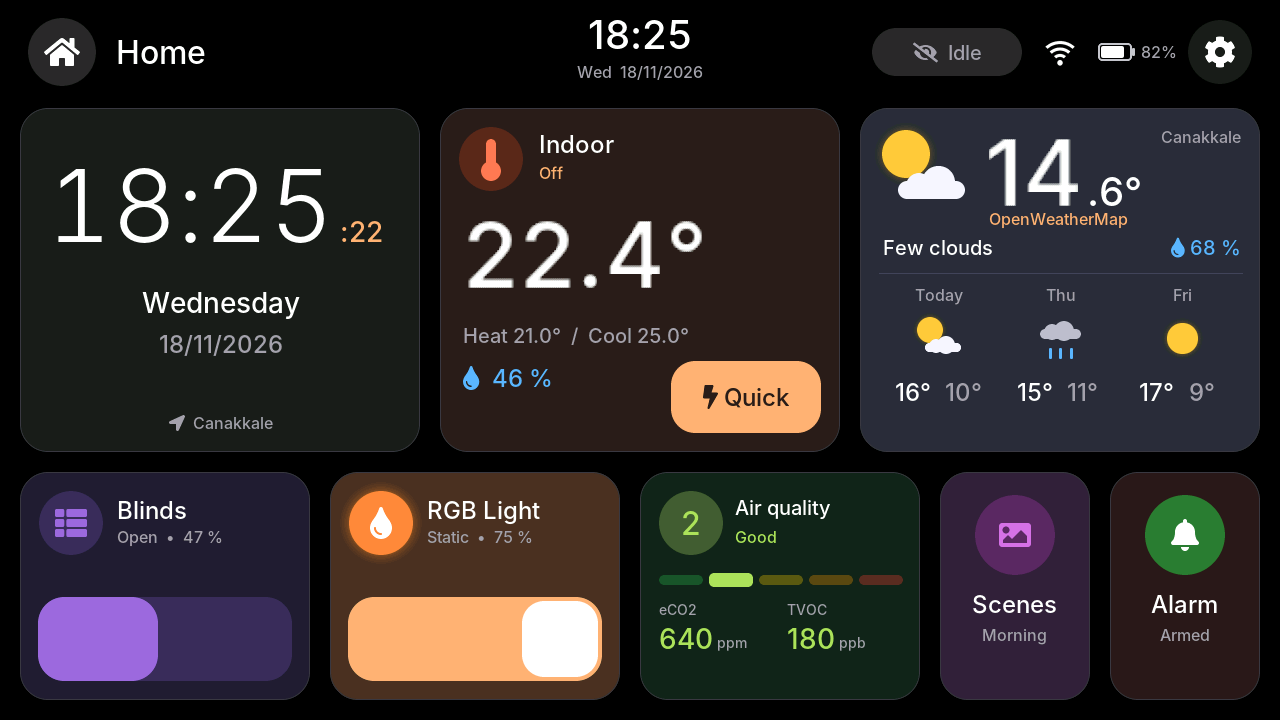 Home
18:25
Wed 18/11/2026
Idle
82%
18:25 :22
Wednesday
18/11/2026
Canakkale
Indoor
Off
22.4°
Heat 21.0° / Cool 25.0°
46 %
Quick
Canakkale
14.6°
OpenWeatherMap
Few clouds
68 %
Today Thu Fri
16° 10° 15° 11° 17° 9°
Blinds
Open • 47 %
RGB Light
Static • 75 %
2
Air quality
Good
eCO2 TVOC
640 ppm 180 ppb
Scenes
Morning
Alarm
Armed